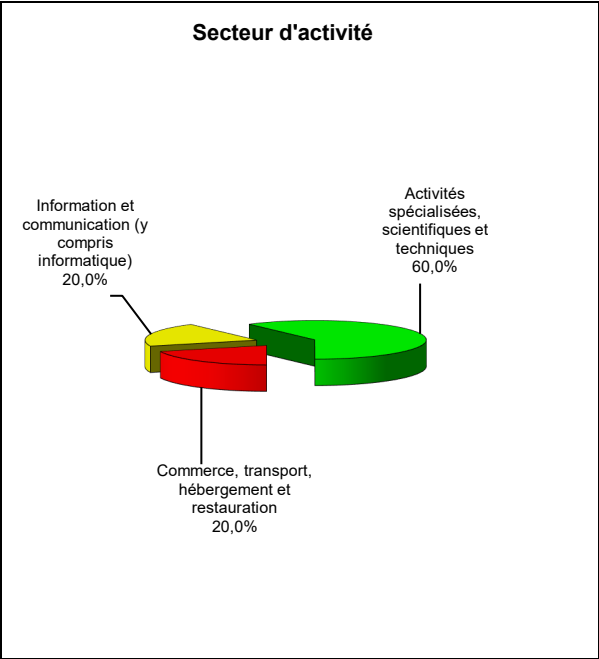 Secteur d'activité
Activités
spécialisées,
scientifiques et
techniques
60,0%
Information et
communication (y
compris
informatique)
20,0%
Commerce, transport,
hébergement et
restauration
20,0%